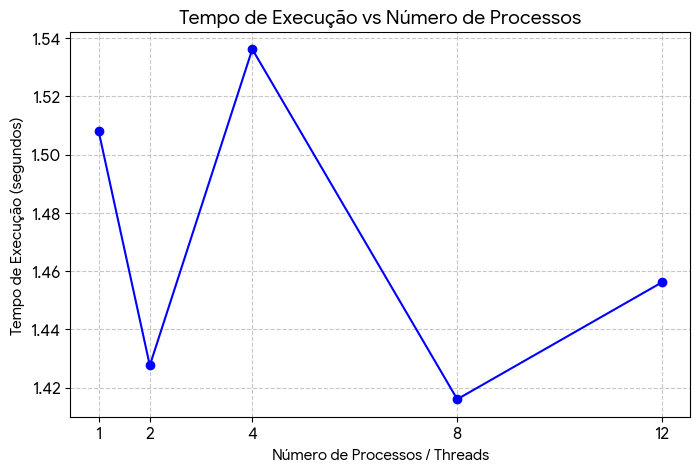 Tempo de Execução vs Número de Processos
Tempo de Execução (segundos)
1.54
1.52
1.50
1.48
1.46
1.44
1.42
1 2 4 8 12
Número de Processos / Threads